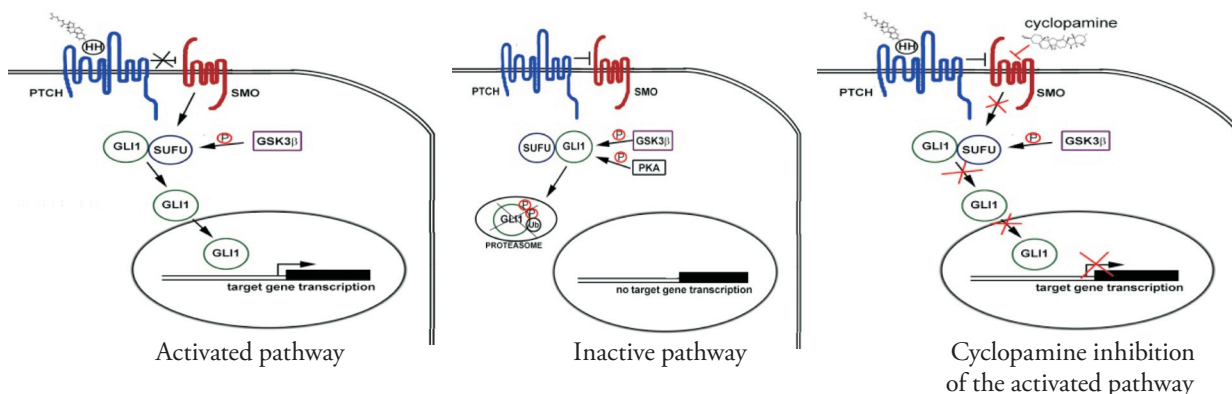 HH
PTCH
SMO
GLI1
SUFU
P
GSK3β
GLI1
GLI1
target gene transcription
Activated pathway
PTCH
SMO
SUFU
GLI1
P
GSK3β
P
PKA
GLI1
P
P
Ub
PROTEASOME
no target gene transcription
Inactive pathway
cyclopamine
HH
PTCH
SMO
GLI1
SUFU
P
GSK3β
GLI1
GLI1
target gene transcription
Cyclopamine inhibition
of the activated pathway